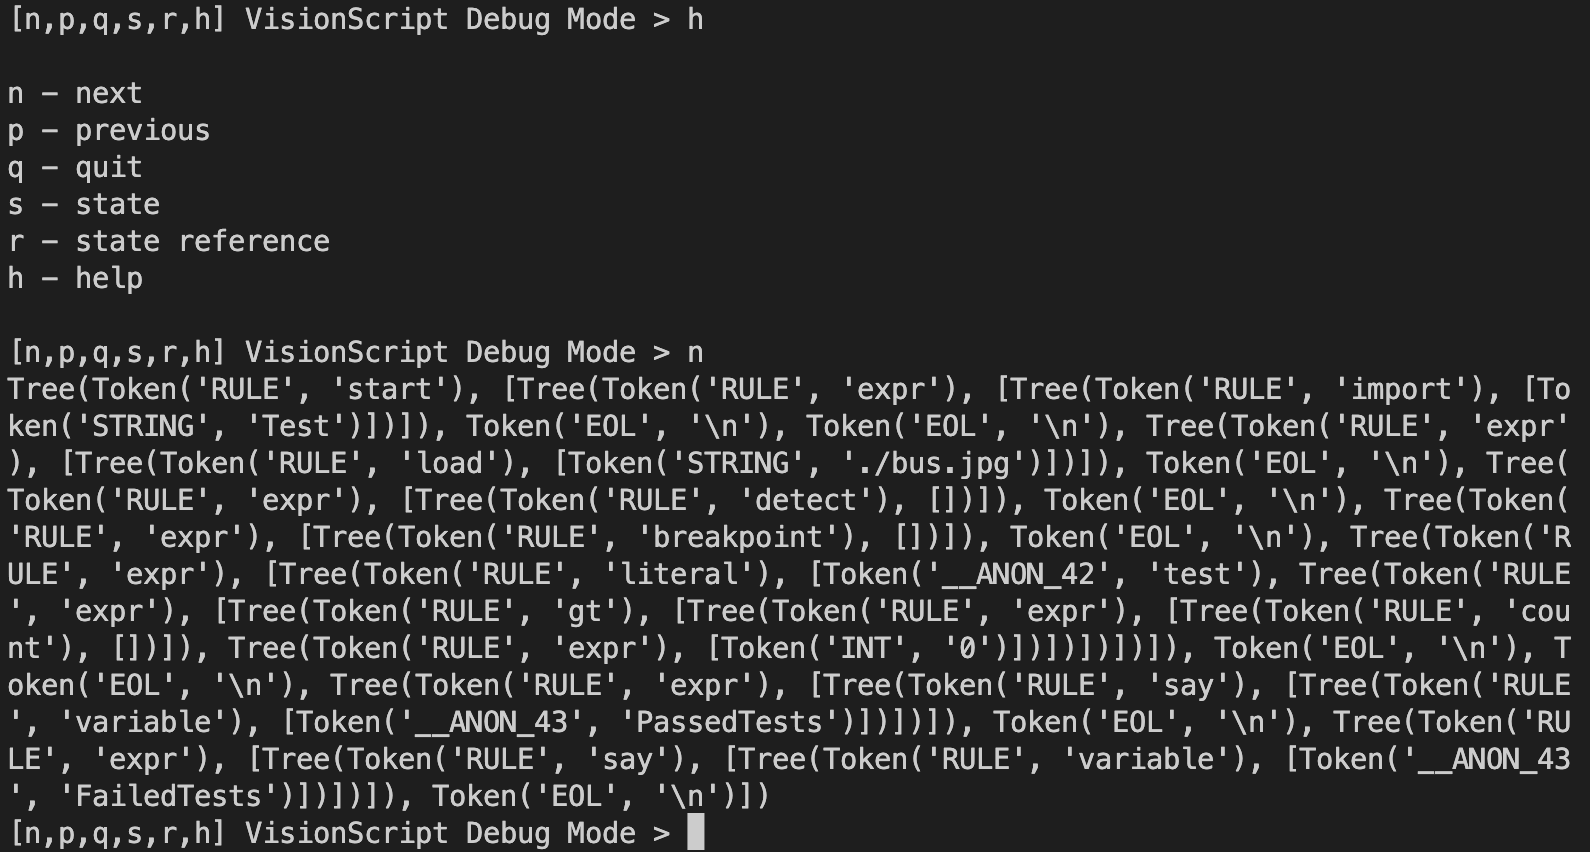 [n,p,q,s,r,h] VisionScript Debug Mode > h
n – next
p – previous
q – quit
s – state
r – state reference
h – help
[n,p,q,s,r,h] VisionScript Debug Mode > n
Tree(Token('RULE', 'start'), [Tree(Token('RULE', 'expr'), [Tree(Token('RULE', 'import'), [To
ken('STRING', 'Test')])]), Token('EOL', '\n'), Token('EOL', '\n'), Tree(Token('RULE', 'expr'
), [Tree(Token('RULE', 'load'), [Token('STRING', './bus.jpg')])]), Token('EOL', '\n'), Tree(
Token('RULE', 'expr'), [Tree(Token('RULE', 'detect'), [])]), Token('EOL', '\n'), Tree(Token(
'RULE', 'expr'), [Tree(Token('RULE', 'breakpoint'), [])]), Token('EOL', '\n'), Tree(Token('R
ULE', 'expr'), [Tree(Token('RULE', 'literal'), [Token('__ANON_42', 'test'), Tree(Token('RULE
', 'expr'), [Tree(Token('RULE', 'gt'), [Tree(Token('RULE', 'expr'), [Tree(Token('RULE', 'cou
nt'), [])]), Tree(Token('RULE', 'expr'), [Token('INT', '0')])])])])]), Token('EOL', '\n'), T
oken('EOL', '\n'), Tree(Token('RULE', 'expr'), [Tree(Token('RULE', 'say'), [Tree(Token('RULE
', 'variable'), [Token('__ANON_43', 'PassedTests')])])]), Token('EOL', '\n'), Tree(Token('RU
LE', 'expr'), [Tree(Token('RULE', 'say'), [Tree(Token('RULE', 'variable'), [Token('__ANON_43
', 'FailedTests')])])]), Token('EOL', '\n')])
[n,p,q,s,r,h] VisionScript Debug Mode >